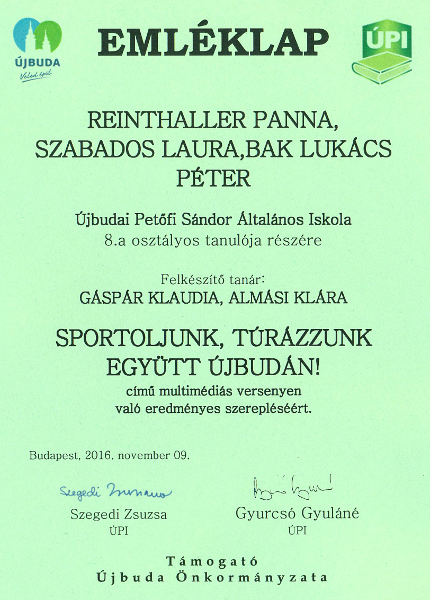 ÚJBUDA
Veled épül
EMLÉKLAP
ÚPI
REINTHALLER PANNA,
SZABADOS LAURA,BAK LUKÁCS
PÉTER
Újbudai Petőfi Sándor Általános Iskola
8.a osztályos tanulója részére
Felkészítő tanár:
GÁSPÁR KLAUDIA, ALMÁSI KLÁRA
SPORTOLJUNK, TÚRÁZZUNK
EGYÜTT ÚJBUDÁN!
című multimédiás versenyen
való eredményes szerepléséért.
Budapest, 2016, november 09.
Szegedi Zsuzsa
Gyurcsó Gyuláné
ÚPI
ÚPI
Támogató
Újbuda Önkormányzata